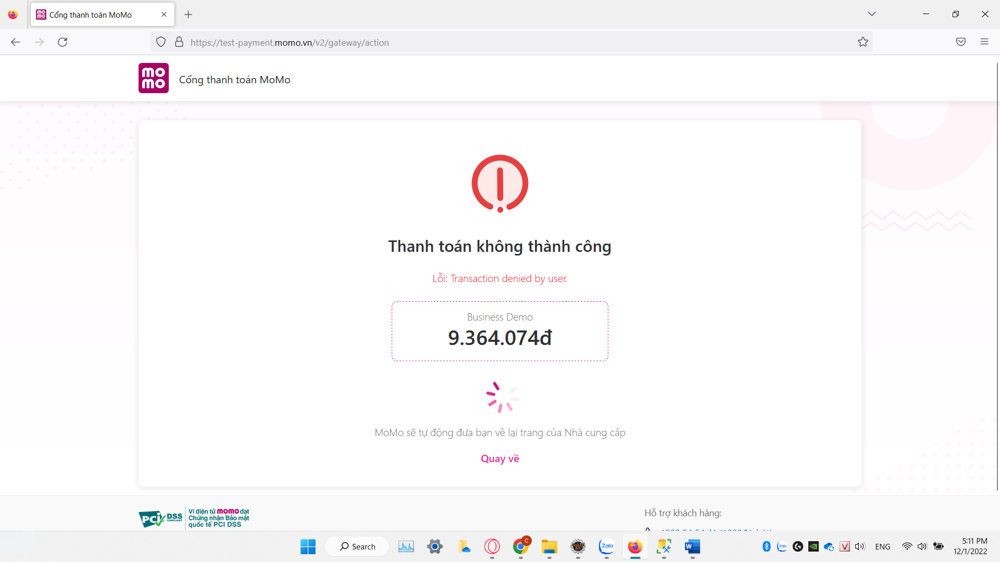 Cổng thanh toán MoMo
https://test-payment.momo.vn/v2/gateway/action
mo
mo
Cổng thanh toán MoMo
Thanh toán không thành công
Lỗi: Transaction denied by user.
Business Demo
9.364.074đ
MoMo sẽ tự động đưa bạn về lại trang của Nhà cung cấp
Quay về
PCI DSS COMPLIANT
Ví điện tử momo đạt
Chứng nhận Bảo mật
quốc tế PCI DSS
Hỗ trợ khách hàng:
Search
Zalo
ENG
5:11 PM
12/1/2022